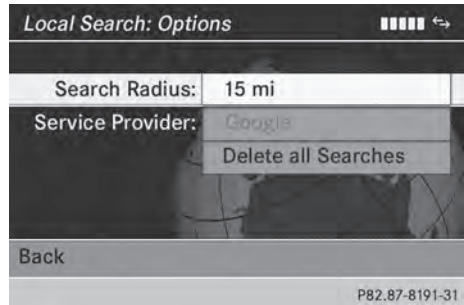 Local Search: Options
Search Radius: 15 mi
Service Provider: Google
Delete all Searches
Back
P82.87-8191-31